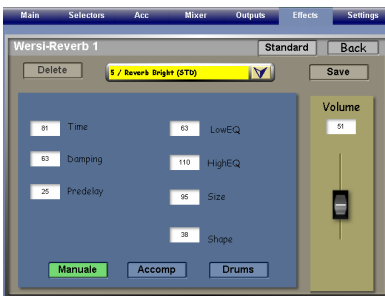 Main Selectors Acc Mixer Outputs Effects Settings
Wersi-Reverb 1 Standard Back
Delete 5 / Reverb Bright (STD) Save
Volume
51
81 Time 63 LowEQ
63 Damping 110 HighEQ
25 Predelay 95 Size
38 Shape
Manuale Accomp Drums